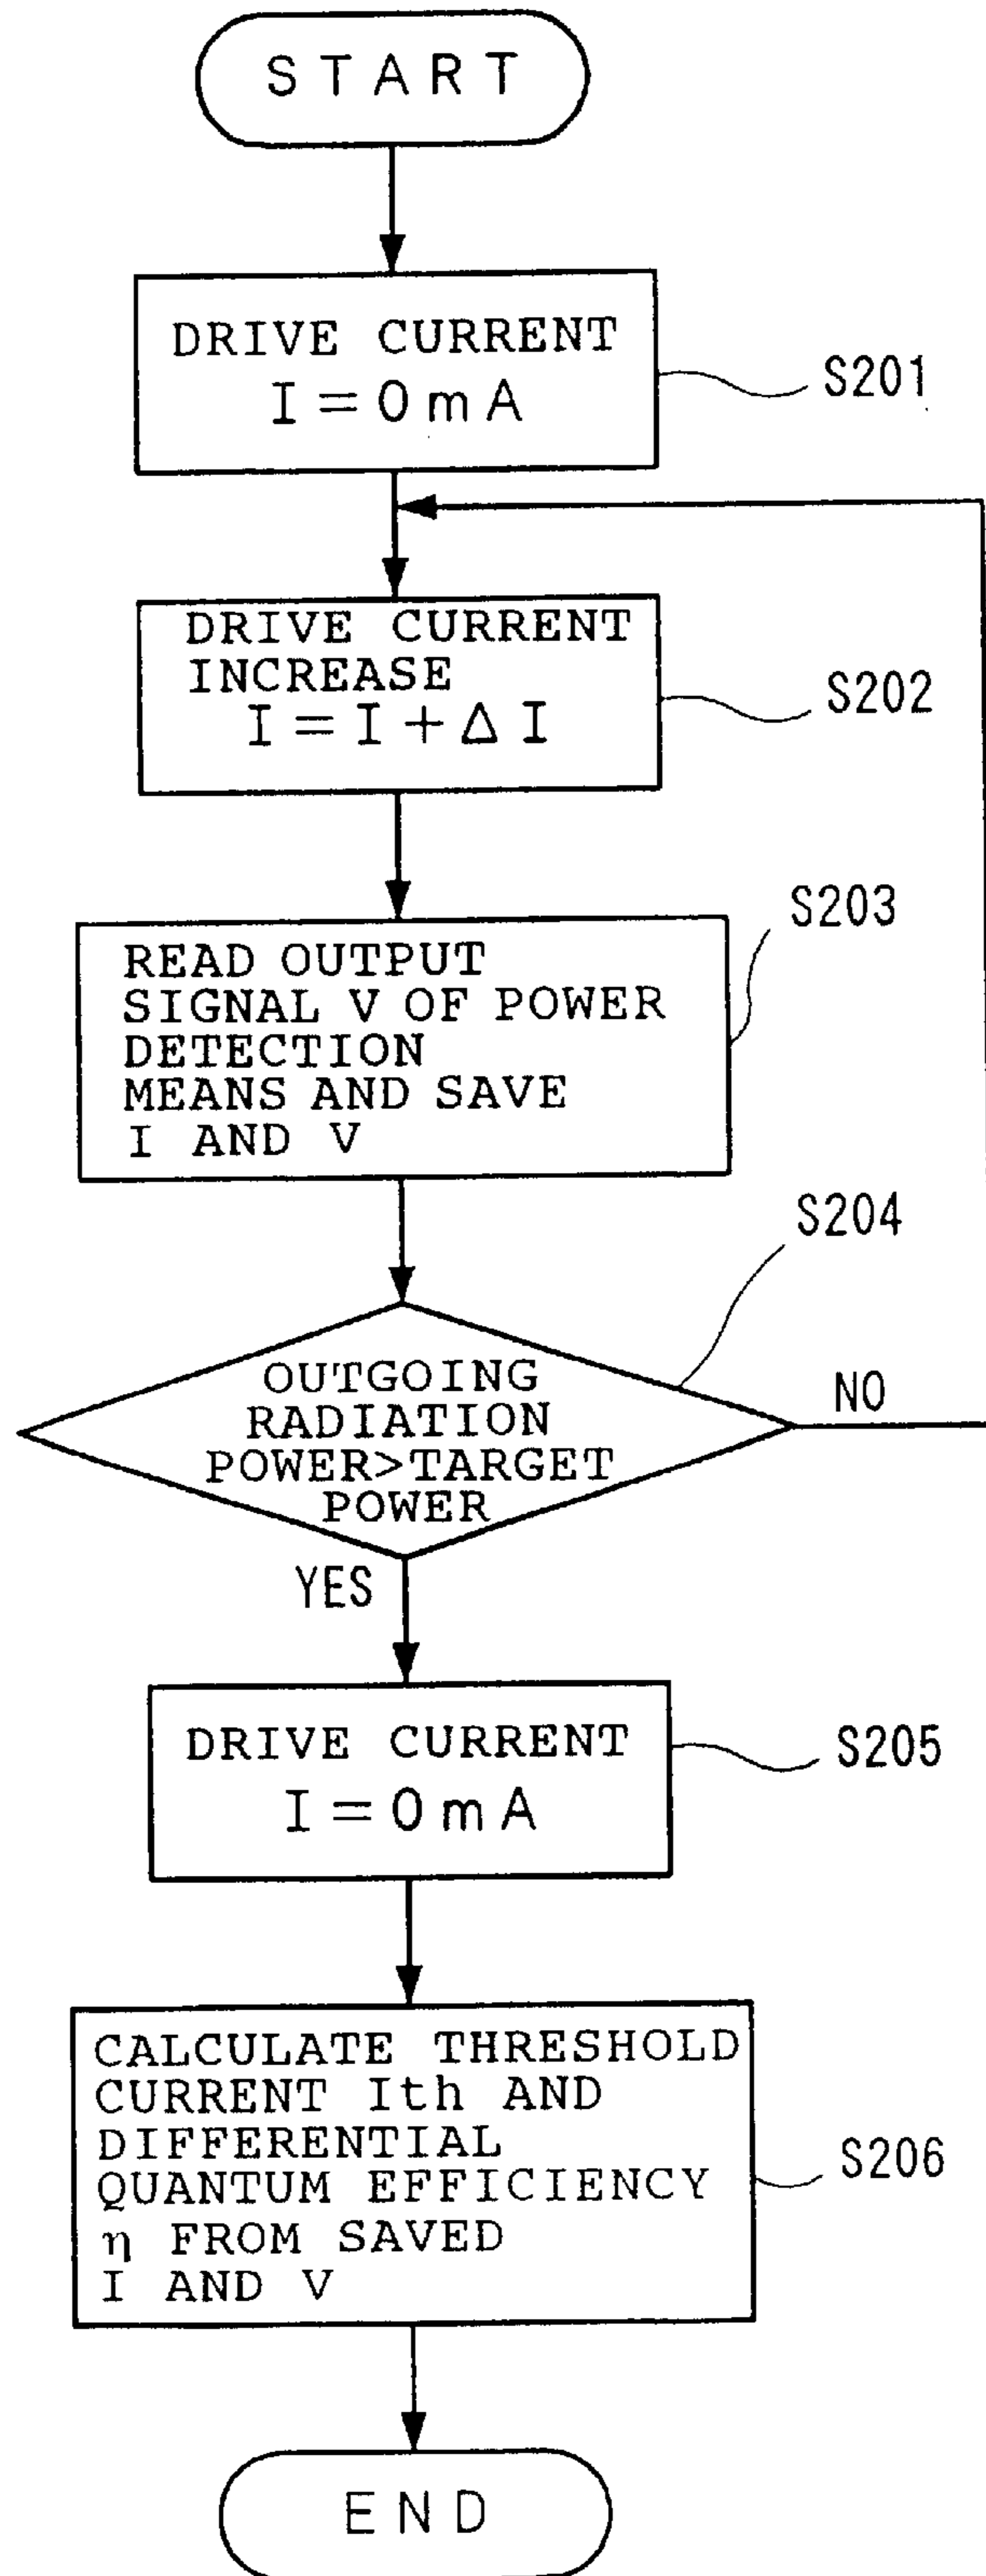 START
DRIVE CURRENT
I=0mA
S201
DRIVE CURRENT
INCREASE
I=I+ΔI
S202
S203
READ OUTPUT
SIGNAL V OF POWER
DETECTION
MEANS AND SAVE
I AND V
S204
OUTGOING
RADIATION
POWER>TARGET
POWER
NO
YES
DRIVE CURRENT
I=0mA
S205
CALCULATE THRESHOLD
CURRENT Ith AND
DIFFERENTIAL
QUANTUM EFFICIENCY
η FROM SAVED
I AND V
S206
END